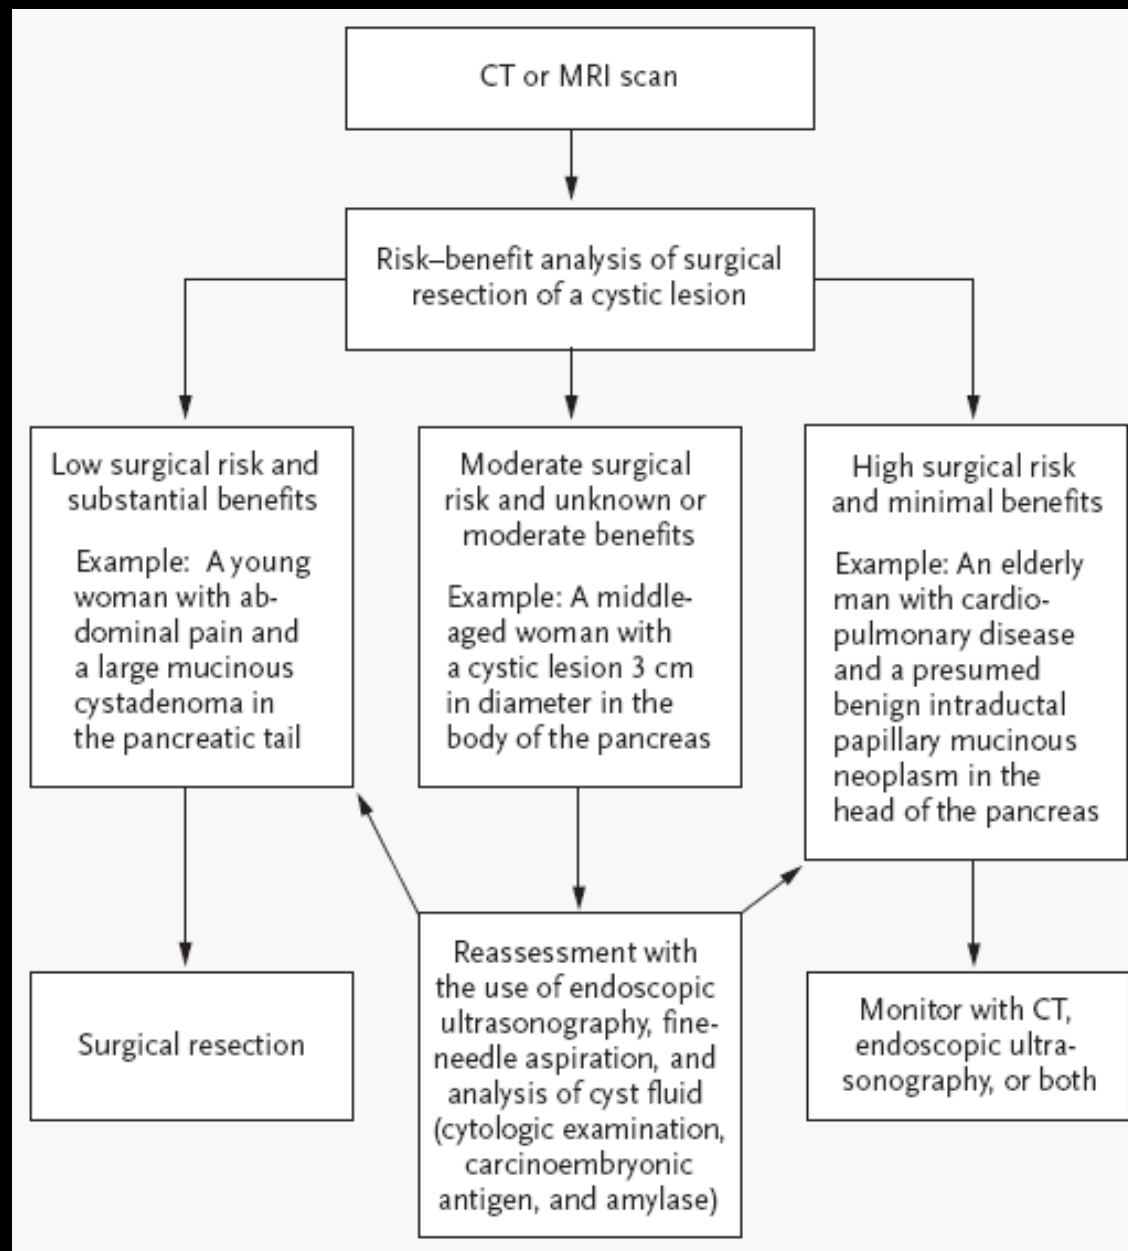 CT or MRI scan
Risk–benefit analysis of surgical
resection of a cystic lesion
Low surgical risk and
substantial benefits
Example: A young
woman with ab-
dominal pain and
a large mucinous
cystadenoma in
the pancreatic tail
Moderate surgical
risk and unknown or
moderate benefits
Example: A middle-
aged woman with
a cystic lesion 3 cm
in diameter in the
body of the pancreas
High surgical risk
and minimal benefits
Example: An elderly
man with cardio-
pulmonary disease
and a presumed
benign intraductal
papillary mucinous
neoplasm in the
head of the pancreas
Surgical resection
Reassessment with
the use of endoscopic
ultrasonography, fine-
needle aspiration, and
analysis of cyst fluid
(cytologic examination,
carcinoembryonic
antigen, and amylase)
Monitor with CT,
endoscopic ultra-
sonography, or both